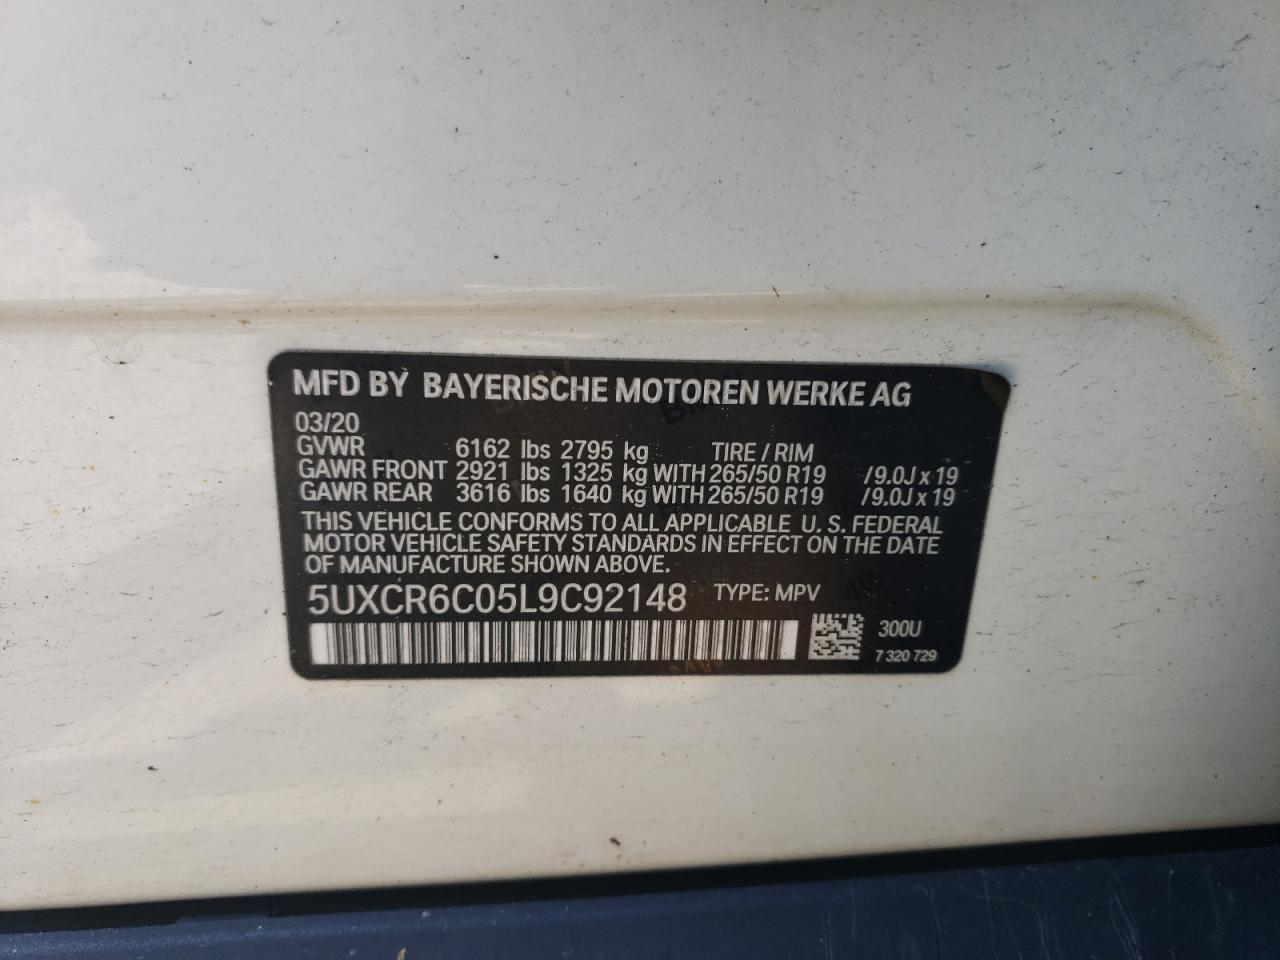 MFD BY BAYERISCHE MOTOREN WERKE AG
03/20
GVWR 6162 lbs 2795 kg TIRE / RIM
GAWR FRONT 2921 lbs 1325 kg WITH 265/50 R19 /9.0J x 19
GAWR REAR 3616 lbs 1640 kg WITH 265/50 R19 /9.0J x 19
THIS VEHICLE CONFORMS TO ALL APPLICABLE U. S. FEDERAL
MOTOR VEHICLE SAFETY STANDARDS IN EFFECT ON THE DATE
OF MANUFACTURE SHOWN ABOVE.
5UXCR6C05L9C92148 TYPE: MPV
300U
7 320 729